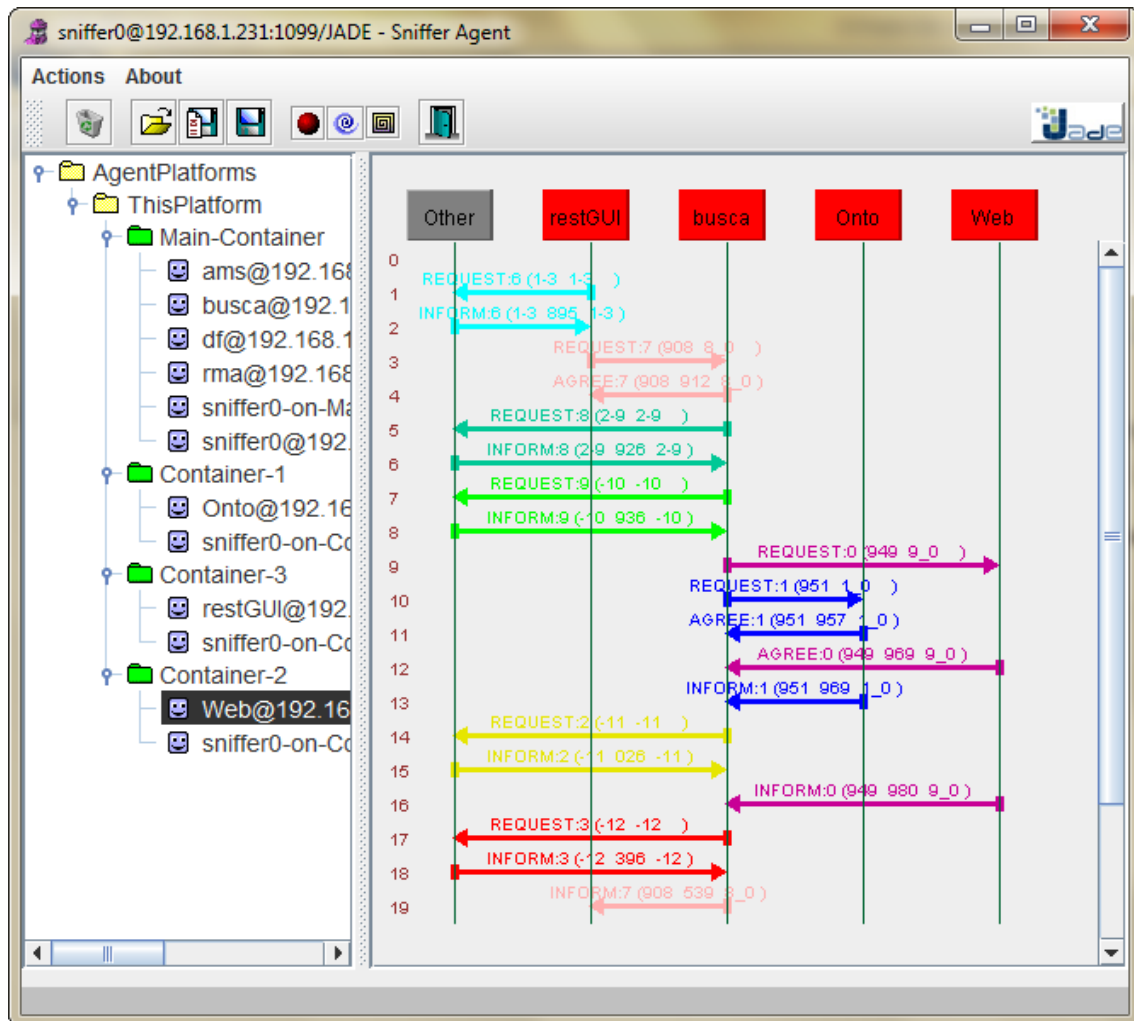 sniffer0@192.168.1.231:1099/JADE - Sniffer Agent
Actions About
Jade
AgentPlatforms
ThisPlatform
Main-Container
ams@192.168
busca@192.1
df@192.168.1
rma@192.168
sniffer0-on-Ma
sniffer0@192.
Container-1
Onto@192.16
sniffer0-on-Co
Container-3
restGUI@192.
sniffer0-on-Co
Container-2
Web@192.16
sniffer0-on-Co
Other restGUI busca Onto Web
0
REQUEST:6 (1-3 1-3 )
1
INFORM:6 (1-3 895 1-3 )
2
REQUEST:7 (908 8_0 )
3
AGREE:7 (908 912 8_0 )
4
REQUEST:8 (2-9 2-9 )
5
INFORM:8 (2-9 926 2-9 )
6
REQUEST:9 (-10 -10 )
7
INFORM:9 (-10 936 -10 )
8
REQUEST:0 (949 9_0 )
9
REQUEST:1 (951 1_0 )
10
AGREE:1 (951 957 1_0 )
11
AGREE:0 (949 969 9_0 )
12
INFORM:1 (951 969 1_0 )
13
REQUEST:2 (-11 -11 )
14
INFORM:2 (-11 026 -11 )
15
INFORM:0 (949 980 9_0 )
16
REQUEST:3 (-12 -12 )
17
INFORM:3 (-12 396 -12 )
18
INFORM:7 (908 539 8_0 )
19